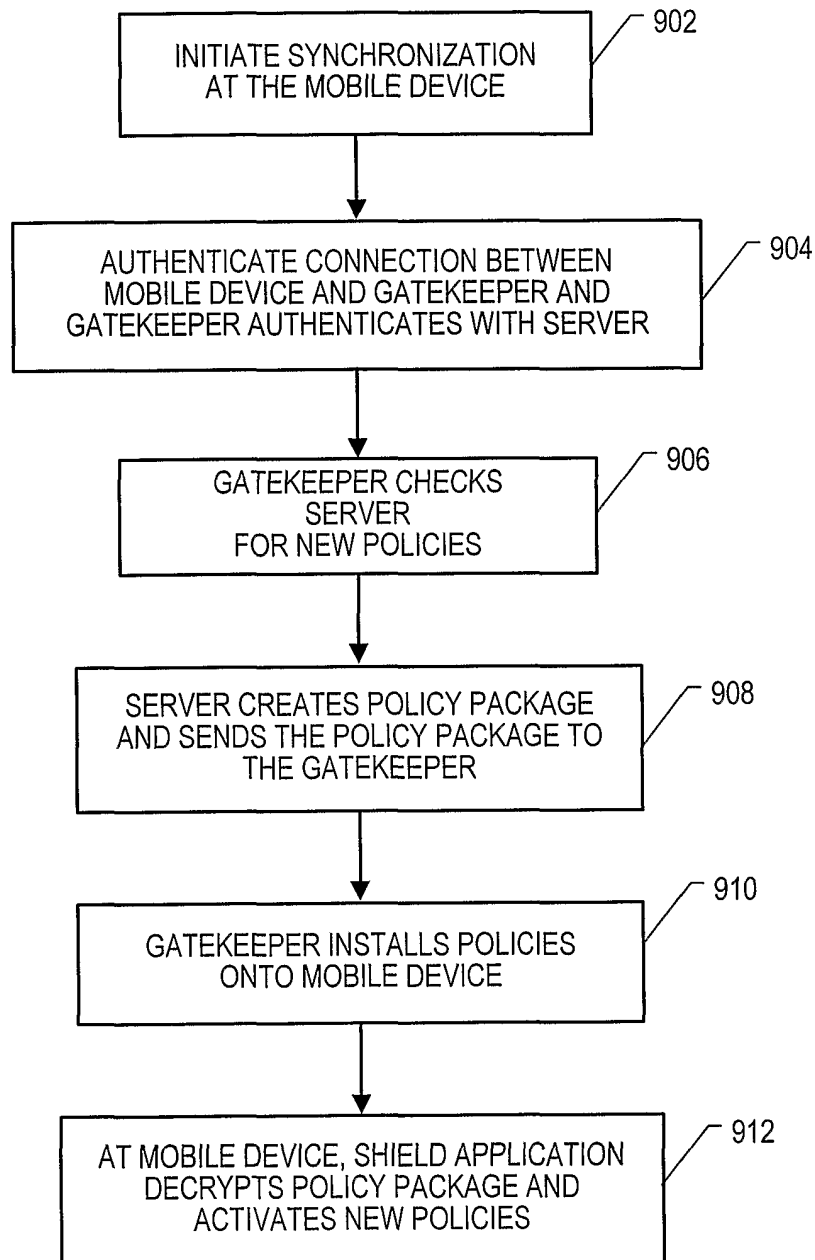 902
INITIATE SYNCHRONIZATION
AT THE MOBILE DEVICE
904
AUTHENTICATE CONNECTION BETWEEN
MOBILE DEVICE AND GATEKEEPER AND
GATEKEEPER AUTHENTICATES WITH SERVER
906
GATEKEEPER CHECKS
SERVER
FOR NEW POLICIES
908
SERVER CREATES POLICY PACKAGE
AND SENDS THE POLICY PACKAGE TO
THE GATEKEEPER
910
GATEKEEPER INSTALLS POLICIES
ONTO MOBILE DEVICE
912
AT MOBILE DEVICE, SHIELD APPLICATION
DECRYPTS POLICY PACKAGE AND
ACTIVATES NEW POLICIES